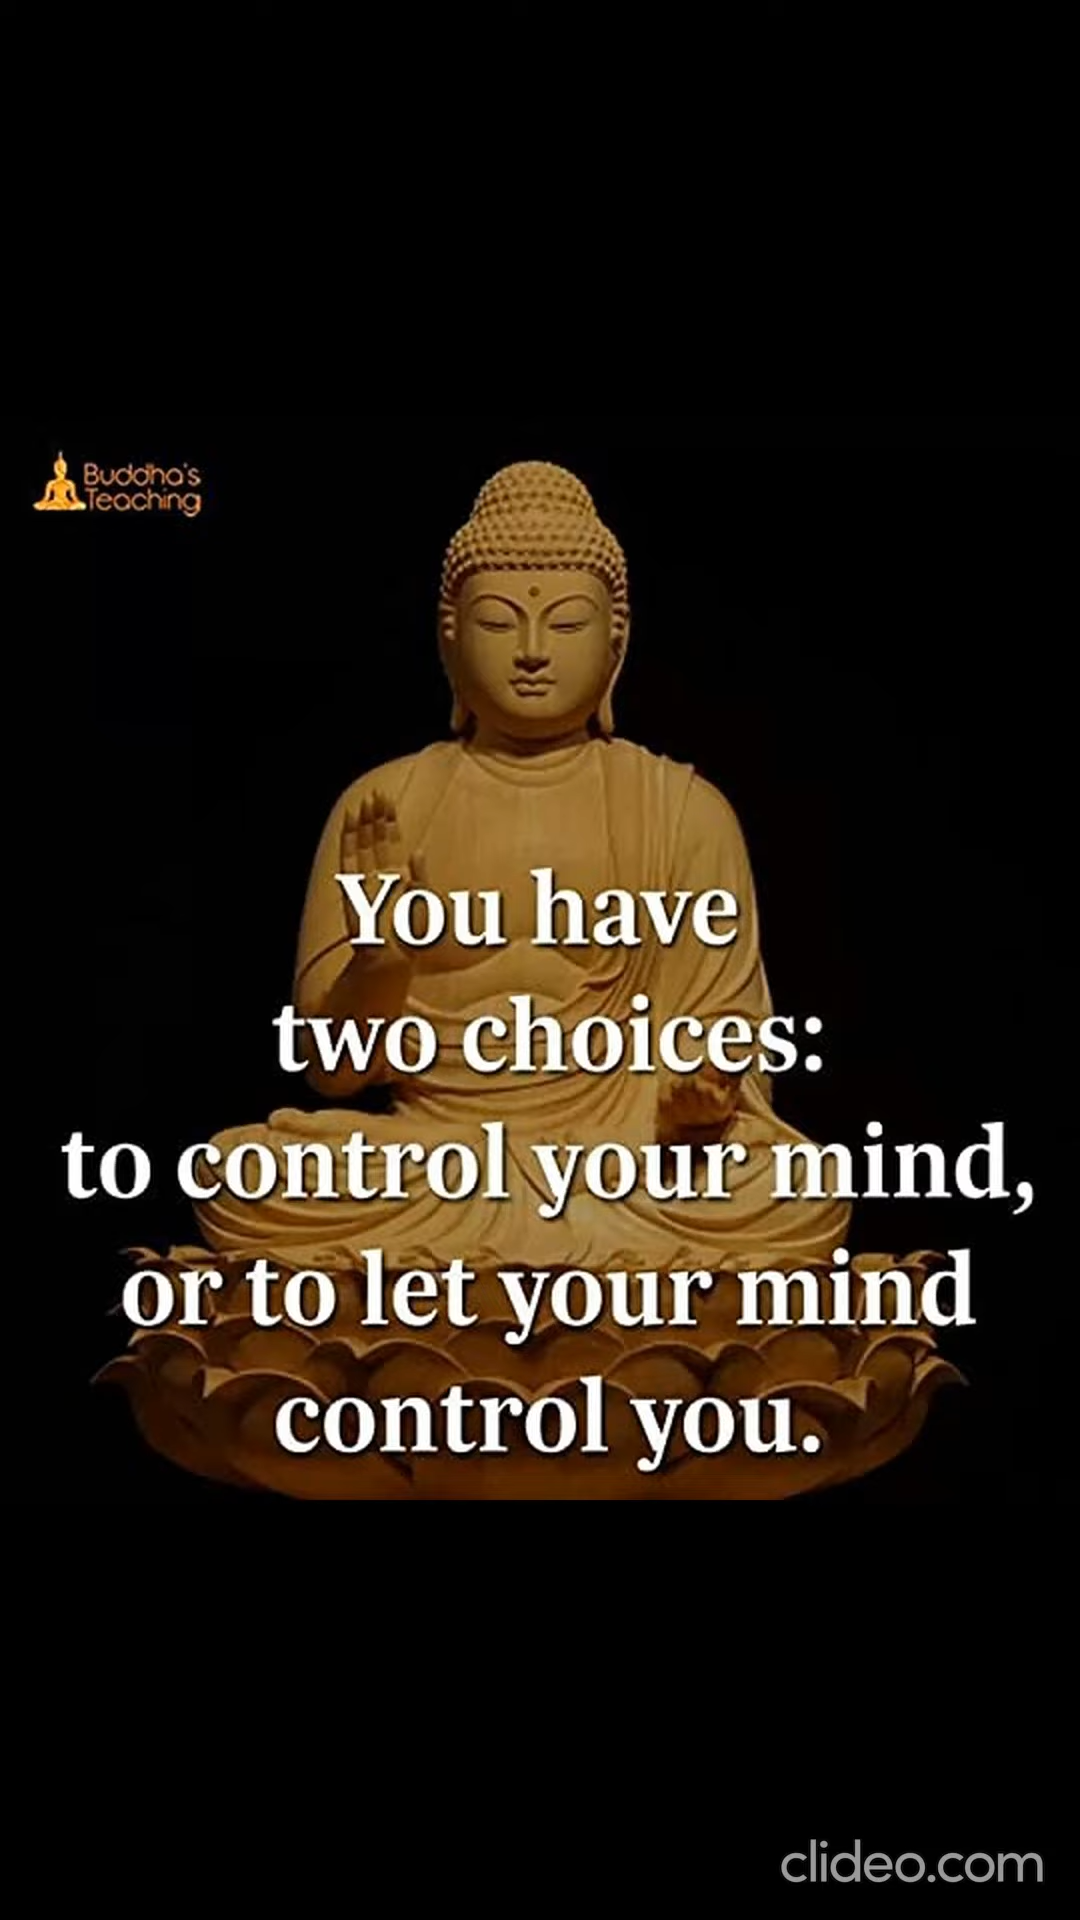 Buddha's
Teaching
You have
two choices:
to control your mind,
or to let your mind
control you.
clideo.com